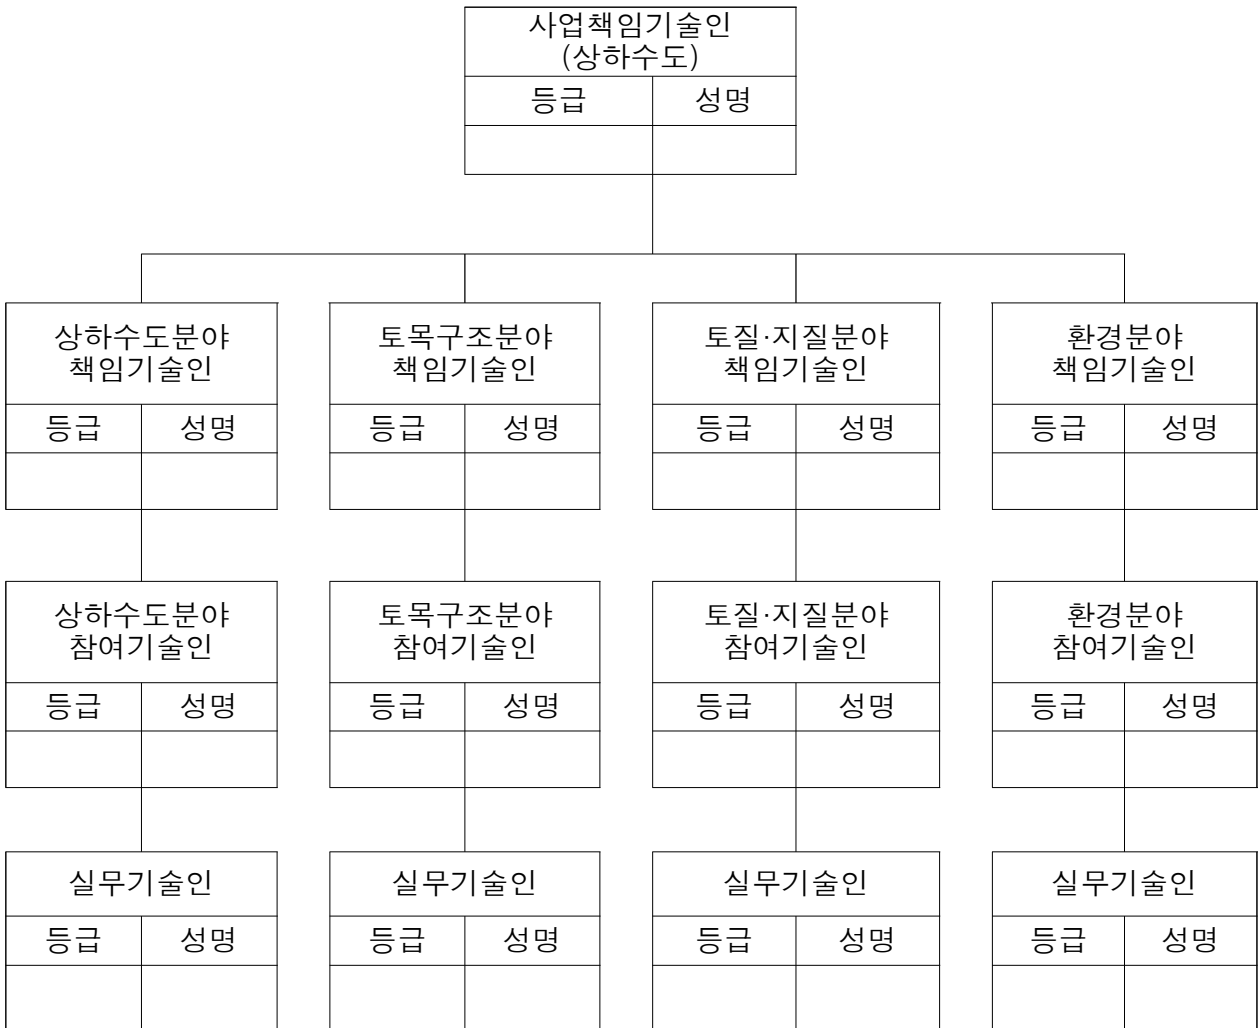 사업책임기술인
(상하수도)
등급 성명
상하수도분야 토목구조분야 토질·지질분야 환경분야
책임기술인 책임기술인 책임기술인 책임기술인
등급 성명 등급 성명 등급 성명 등급 성명
상하수도분야 토목구조분야 토질·지질분야 환경분야
참여기술인 참여기술인 참여기술인 참여기술인
등급 성명 등급 성명 등급 성명 등급 성명
실무기술인 실무기술인 실무기술인 실무기술인
등급 성명 등급 성명 등급 성명 등급 성명